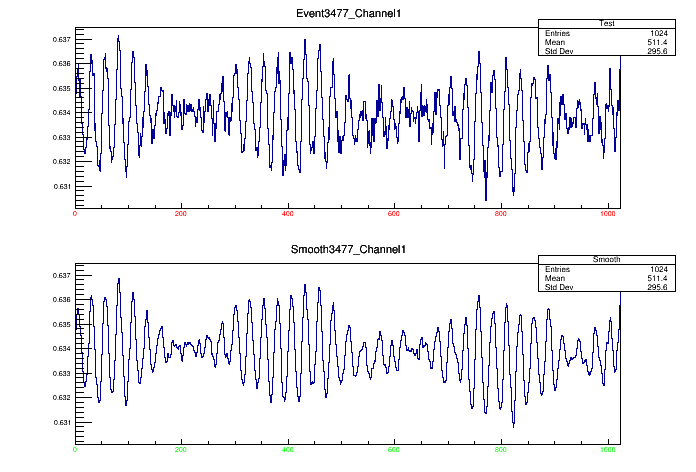 Event3477_Channel1
Test
Entries 1024
Mean 511.4
Std Dev 295.6
0.637
0.636
0.635
0.634
0.633
0.632
0.631
0 200 400 600 800 1000
Smooth3477_Channel1
Smooth
Entries 1024
Mean 511.4
Std Dev 295.6
0.637
0.636
0.635
0.634
0.633
0.632
0.631
0 200 400 600 800 1000